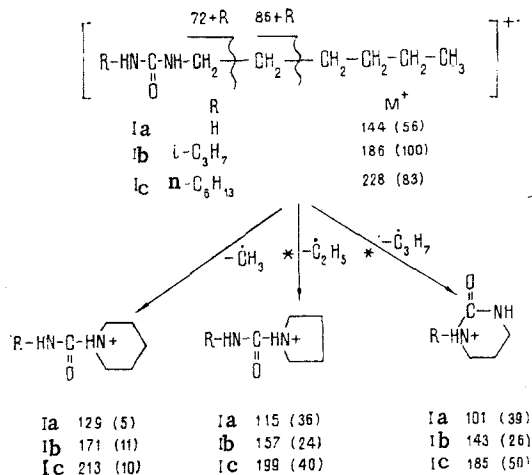 72+R 86+R
R-HN-C-NH-CH₂-CH₂-CH₂-CH₂-CH₂-CH₃ +·
O
R M⁺
Ia H 144 (56)
Ib i-C₃H₇ 186 (100)
Ic n-C₆H₁₃ 228 (83)
-ĊH₃ * -Ċ₂H₅ * -Ċ₃H₇
R-HN-C-HN+ R-HN-C-HN+ R-HN+ C NH
O O O
Ia 129 (5) Ia 115 (36) Ia 101 (39)
Ib 171 (11) Ib 157 (24) Ib 143 (26)
Ic 213 (10) Ic 199 (40) Ic 185 (50)